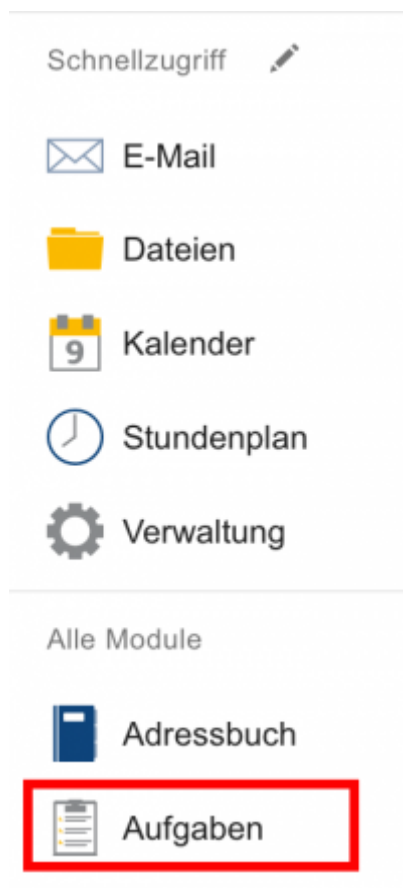 Schnellzugriff
E-Mail
Dateien
9
Kalender
Stundenplan
Verwaltung
Alle Module
Adressbuch
Aufgaben